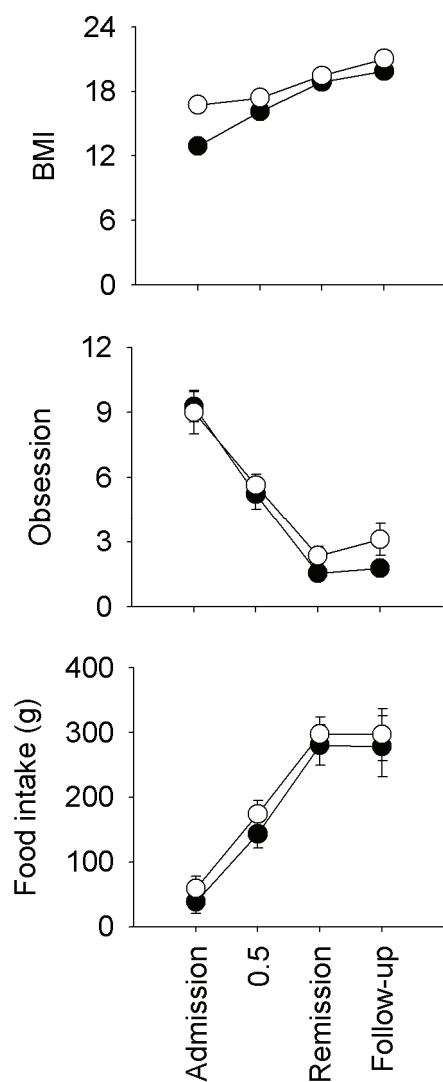 24
18
12
6
0
BMI
12
9
6
3
0
Obsession
400
300
200
100
0
Food intake (g)
Admission
0.5
Remission
Follow-up